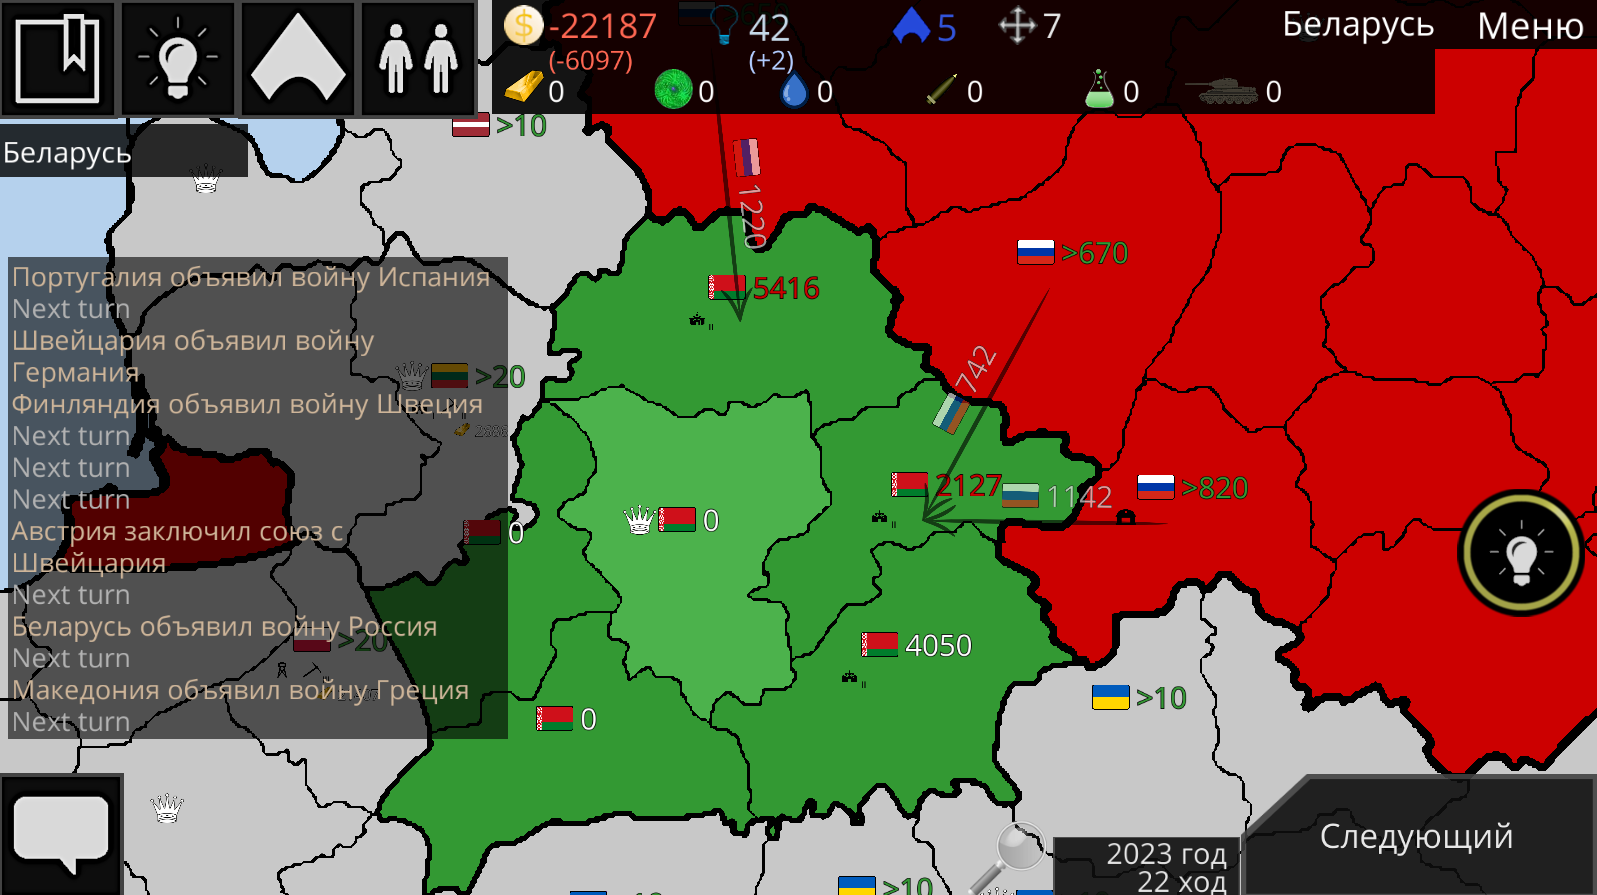 -22187
42
5
7
Беларусь
Меню
(-6097)
(+2)
0
0
0
0
0
0
>10
Беларусь
1220
>670
5416
Португалия объявил войну Испания
Next turn
Швейцария объявил войну
Германия
Финляндия объявил войну Швеция
Next turn
Next turn
Next turn
Австрия заключил союз с
Швейцария
Next turn
Беларусь объявил войну Россия
Next turn
Македония объявил войну Греция
Next turn
>20
742
2127
1142
>820
0
0
4050
>20
0
>10
>10
Следующий
2023 год
22 ход